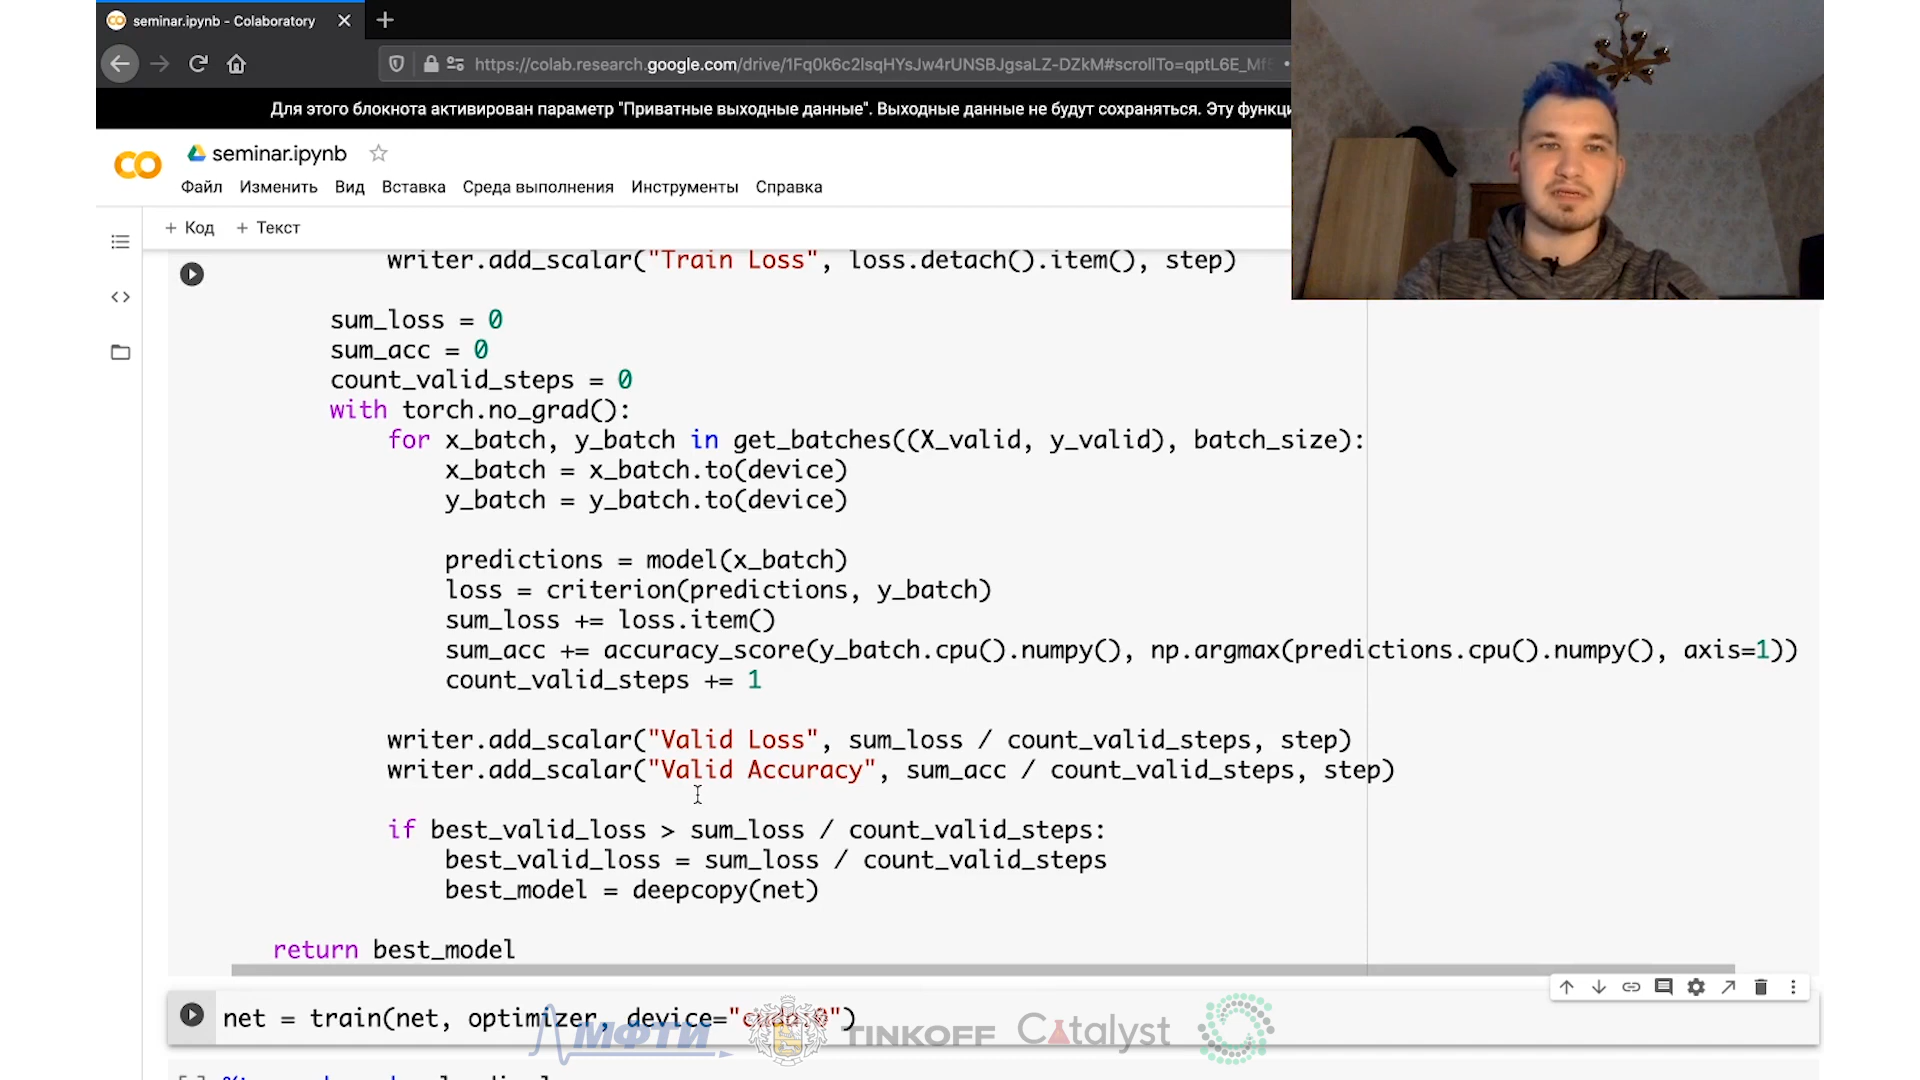 seminar.ipynb - Colaboratory
https://colab.research.google.com/drive/1Fq0k6c2lsqHYsJw4rUNSBJgsaLZ-DZkM#scrollTo=qptL6E_Mf
Для этого блокнота активирован параметр "Приватные выходные данные". Выходные данные не будут сохраняться. Эту функци
seminar.ipynb
Файл Изменить Вид Вставка Среда выполнения Инструменты Справка
+ Код + Текст
writer.add_scalar("Train Loss", loss.detach().item(), step)
sum_loss = 0
sum_acc = 0
count_valid_steps = 0
with torch.no_grad():
for x_batch, y_batch in get_batches((X_valid, y_valid), batch_size):
x_batch = x_batch.to(device)
y_batch = y_batch.to(device)
predictions = model(x_batch)
loss = criterion(predictions, y_batch)
sum_loss += loss.item()
sum_acc += accuracy_score(y_batch.cpu().numpy(), np.argmax(predictions.cpu().numpy(), axis=1))
count_valid_steps += 1
writer.add_scalar("Valid Loss", sum_loss / count_valid_steps, step)
writer.add_scalar("Valid Accuracy", sum_acc / count_valid_steps, step)
if best_valid_loss > sum_loss / count_valid_steps:
best_valid_loss = sum_loss / count_valid_steps
best_model = deepcopy(net)
return best_model
net = train(net, optimizer, device="cuda:0")
МФТИ TINKOFF Catalyst